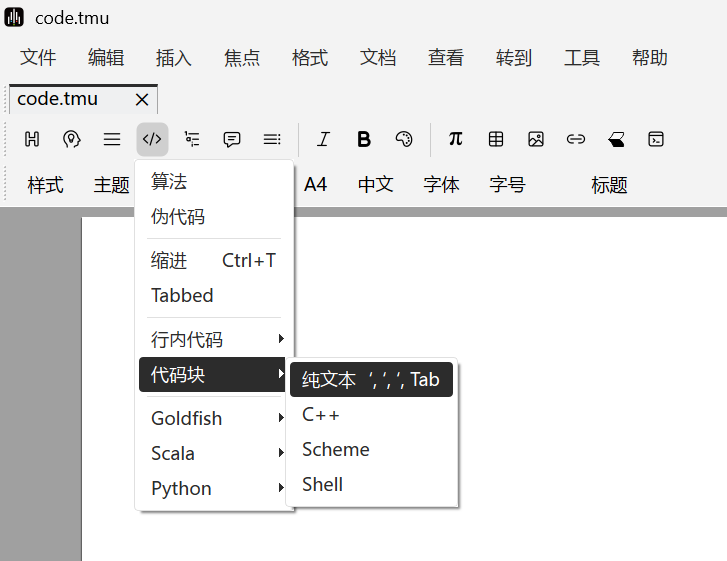 code.tmu
文件 编辑 插入 焦点 格式 文档 查看 转到 工具 帮助
code.tmu
样式 主题 A4 中文 字体 字号 标题
算法
伪代码
缩进 Ctrl+T
Tabbed
行内代码
代码块
Goldfish
Scala
Python
纯文本 ‘, ‘, ‘, Tab
C++
Scheme
Shell